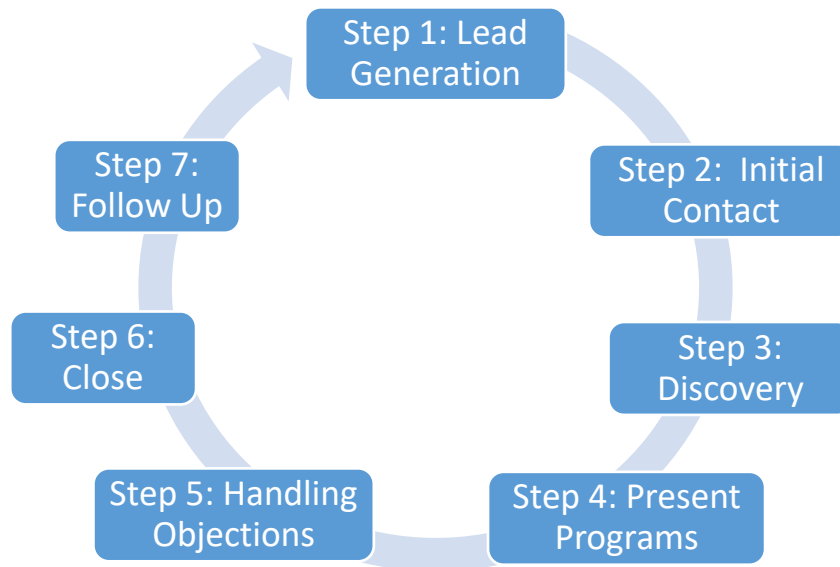 Step 1: Lead
Generation
Step 2:  Initial
Contact
Step 3:
Discovery
Step 4: Present
Programs
Step 5: Handling
Objections
Step 6:
Close
Step 7:
Follow Up